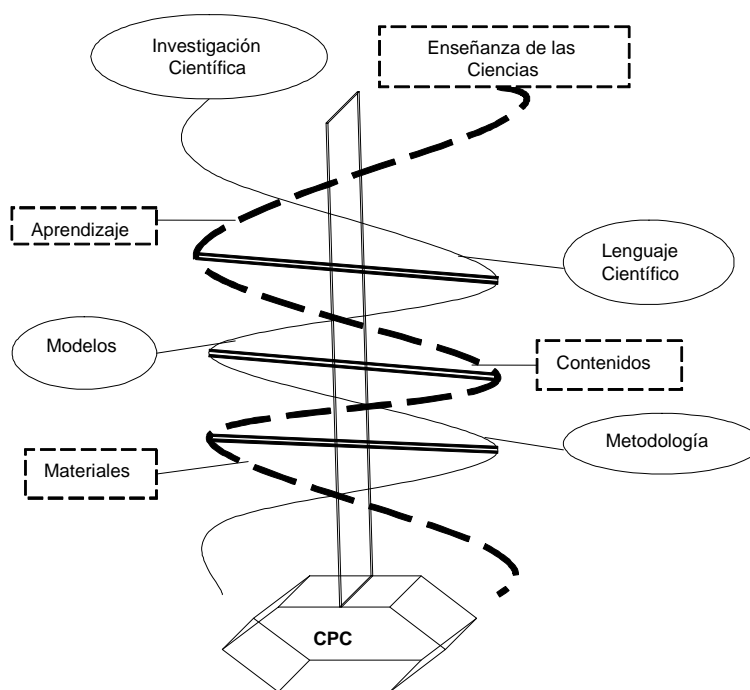 Investigación
Científica
Enseñanza de las
Ciencias
Aprendizaje
Lenguaje
Científico
Modelos
Contenidos
Metodología
Materiales
CPC